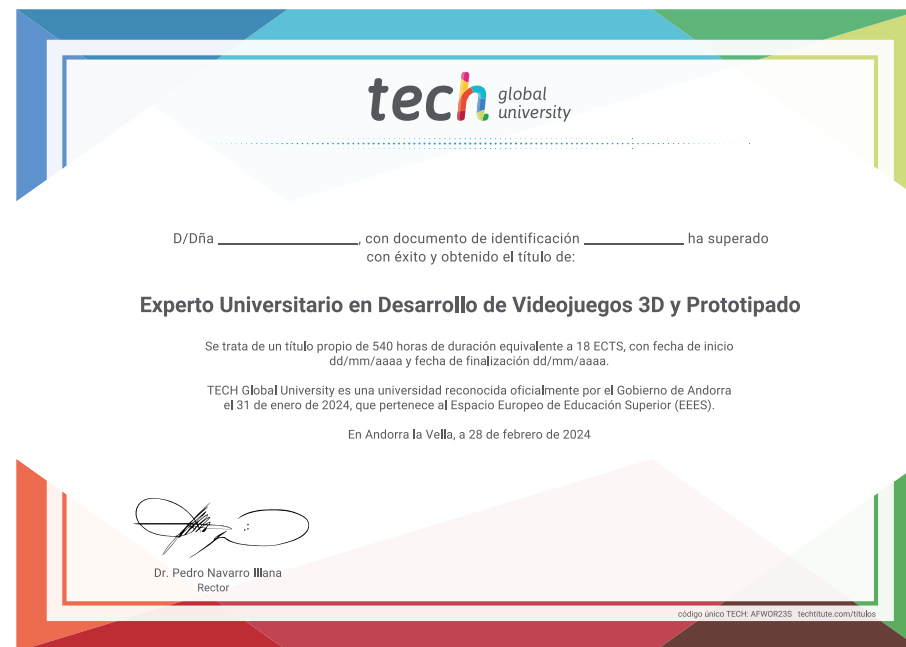 tech global university
D/Dña ______________, con documento de identificación __________ ha superado
con éxito y obtenido el título de:
Experto Universitario en Desarrollo de Videojuegos 3D y Prototipado
Se trata de un título propio de 540 horas de duración equivalente a 18 ECTS, con fecha de inicio
dd/mm/aaaa y fecha de finalización dd/mm/aaaa.
TECH Global University es una universidad reconocida oficialmente por el Gobierno de Andorra
el 31 de enero de 2024, que pertenece al Espacio Europeo de Educación Superior (EEES).
En Andorra la Vella, a 28 de febrero de 2024
Dr. Pedro Navarro Illana
Rector
código único TECH: AFWOR23S techtitute.com/titulos